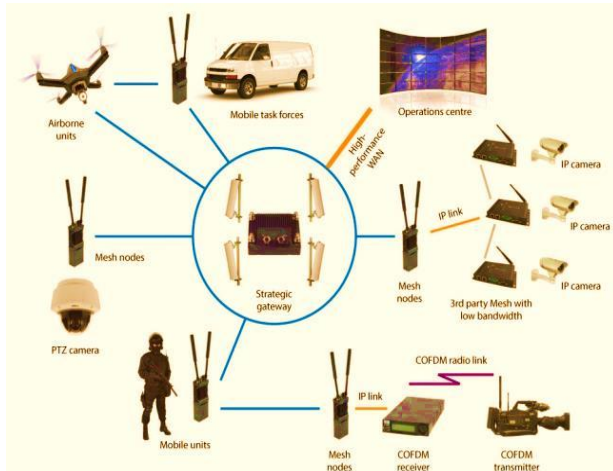 Airborne
units
Mobile task forces
Operations centre
High-
performance
WAN
IP camera
IP link
IP camera
Mesh nodes
Strategic
gateway
Mesh
nodes
IP camera
3rd party Mesh with
low bandwidth
PTZ camera
COFDM radio link
IP link
Mobile units
Mesh
nodes
COFDM
receiver
COFDM
transmitter